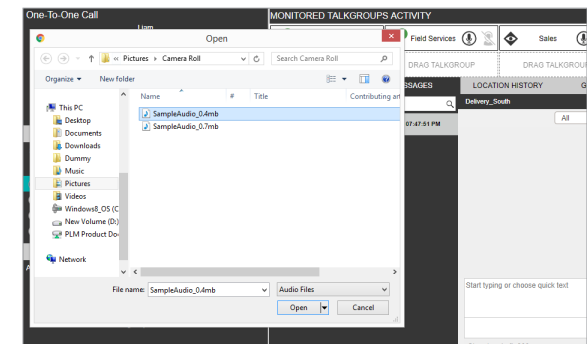 One-To-One Call
MONITORED TALKGROUPS ACTIVITY
Liam
Open
Field Services
Sales
« Pictures › Camera Roll
Search Camera Roll
DRAG TALKGROUP
DRAG TALKGROUP
Organize
New folder
SSAGES
LOCATION HISTORY
G
Name
#
Title
Contributing art
Delivery_South
This PC
SampleAudio_0.4mb
All
Desktop
SampleAudio_0.7mb
07:47:51 PM
Documents
Downloads
Dummy
Music
Pictures
Videos
Windows8_OS (C
New Volume (D:)
PLM Product Do
Network
File name:
SampleAudio_0.4mb
Audio Files
Start typing or choose quick text
Open
Cancel